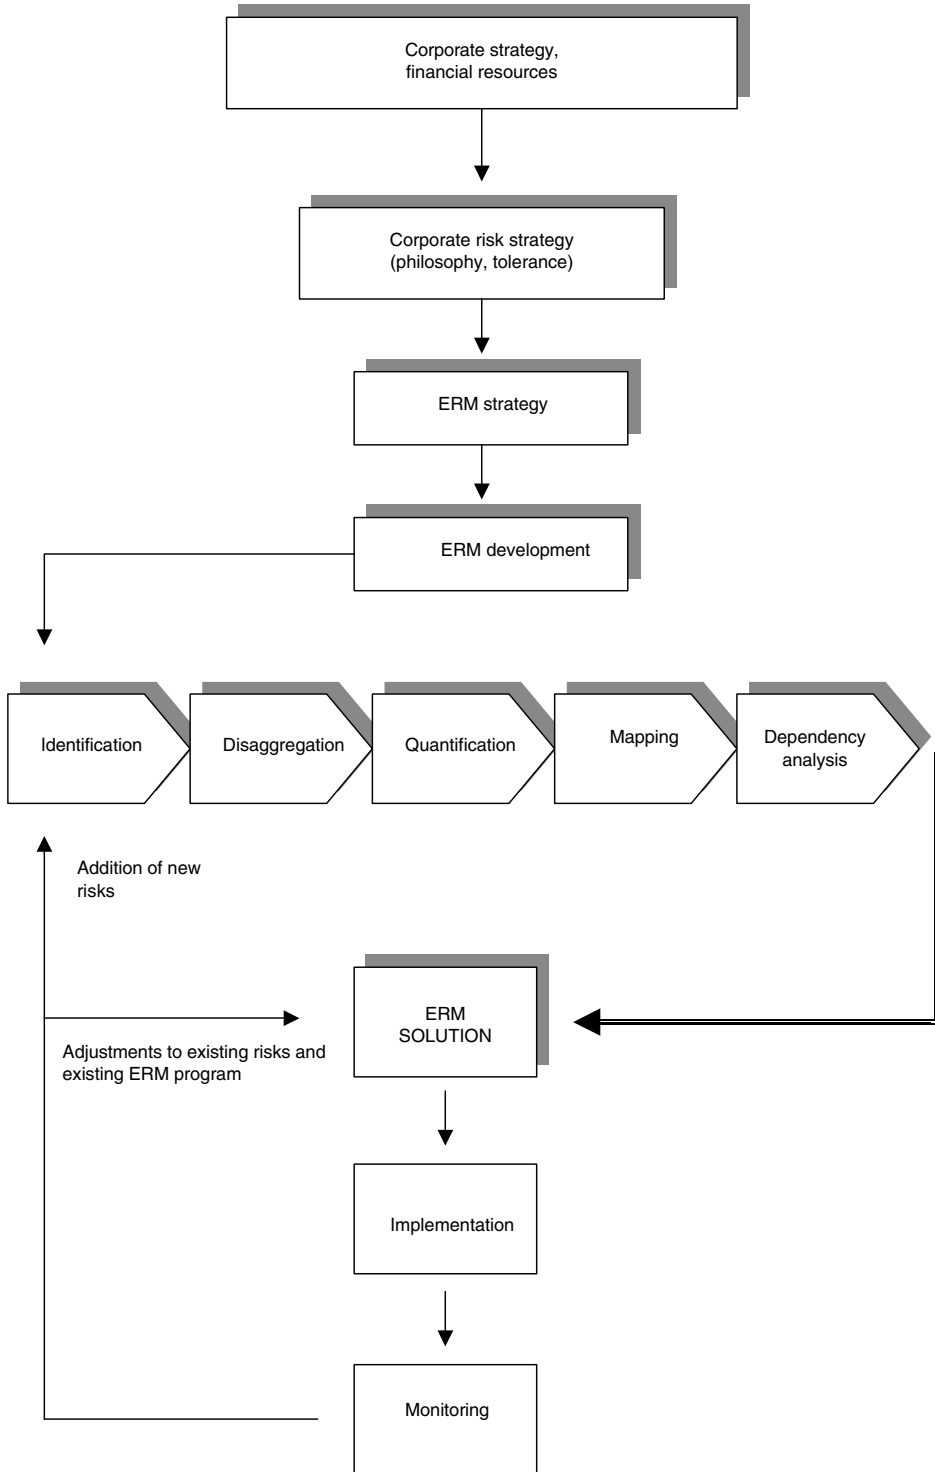 Corporate strategy,
financial resources
Corporate risk strategy
(philosophy, tolerance)
ERM strategy
ERM development
Identification
Disaggregation
Quantification
Mapping
Dependency
analysis
Addition of new
risks
ERM
SOLUTION
Adjustments to existing risks and
existing ERM program
Implementation
Monitoring